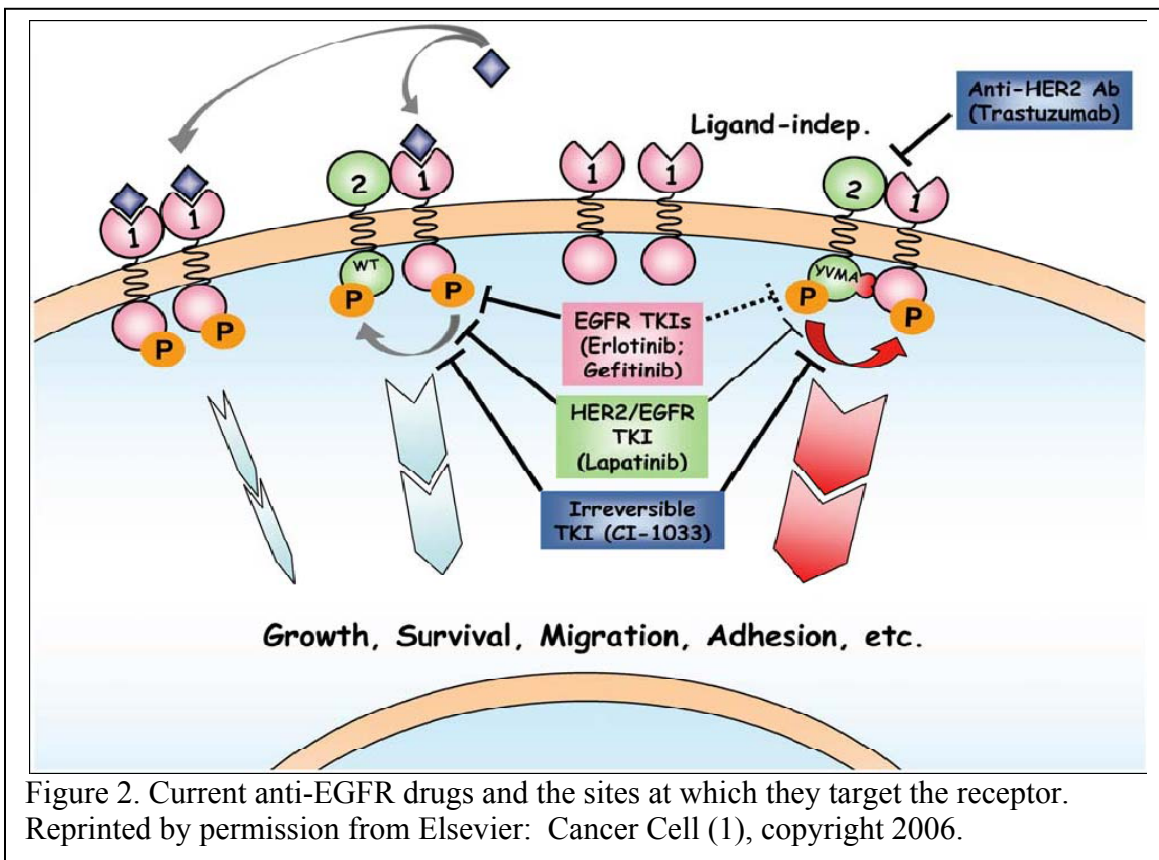 Anti-HER2 Ab
(Trastuzumab)
Ligand-indep.
2
1
1
1
2
1
1
1
WT
YVMA
P
P
P
P
P
P
EGFR TKIs
(Erlotinib;
Gefitinib)
HER2/EGFR
TKI
(Lapatinib)
Irreversible
TKI (CI-1033)
Growth, Survival, Migration, Adhesion, etc.
Figure 2. Current anti-EGFR drugs and the sites at which they target the receptor.
Reprinted by permission from Elsevier:  Cancer Cell (1), copyright 2006.